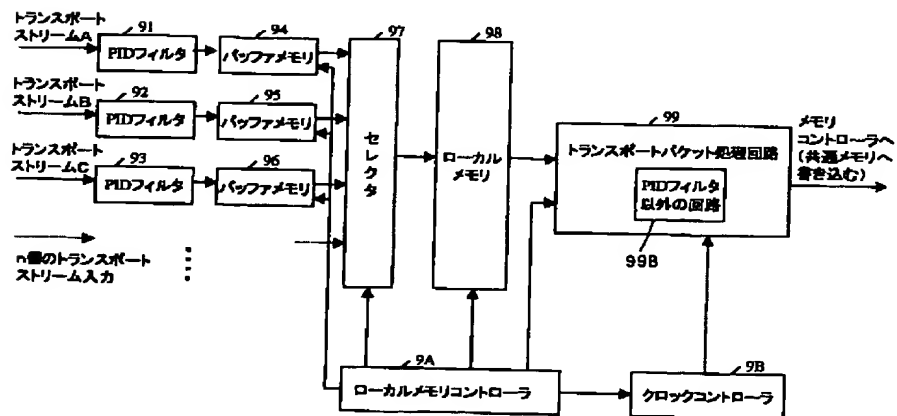 トランスポート
ストリームA
91
PIDフィルタ
94
バッファメモリ
トランスポート
ストリームB
92
PIDフィルタ
95
バッファメモリ
トランスポート
ストリームC
93
PIDフィルタ
96
バッファメモリ
n個のトランスポート
ストリーム入力
97
セレクタ
98
ローカル
メモリ
99
トランスポートパケット処理回路
PIDフィルタ
以外の回路
99B
メモリ
コントローラへ
(共通メモリへ
書き込む)
9A
ローカルメモリコントローラ
9B
クロックコントローラ